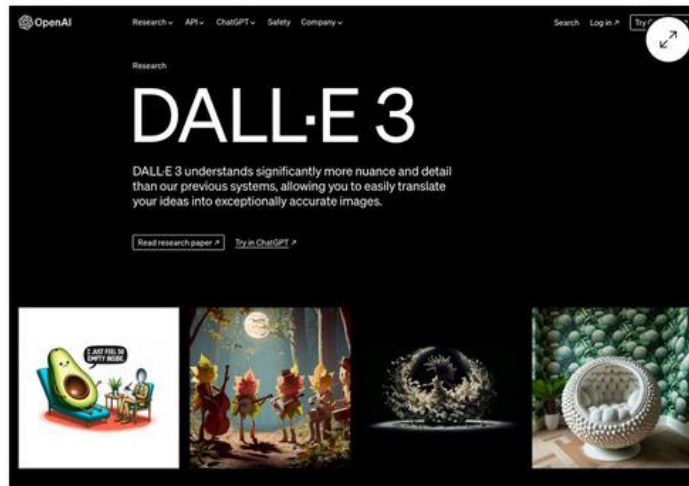 OpenAI
Research API ChatGPT Safety Company
Search Log in ↗ Try
Research
DALL·E 3
DALL·E 3 understands significantly more nuance and detail
than our previous systems, allowing you to easily translate
your ideas into exceptionally accurate images.
Read research paper ↗ Try in ChatGPT ↗
I JUST FEEL SO
EMPTY INSIDE.